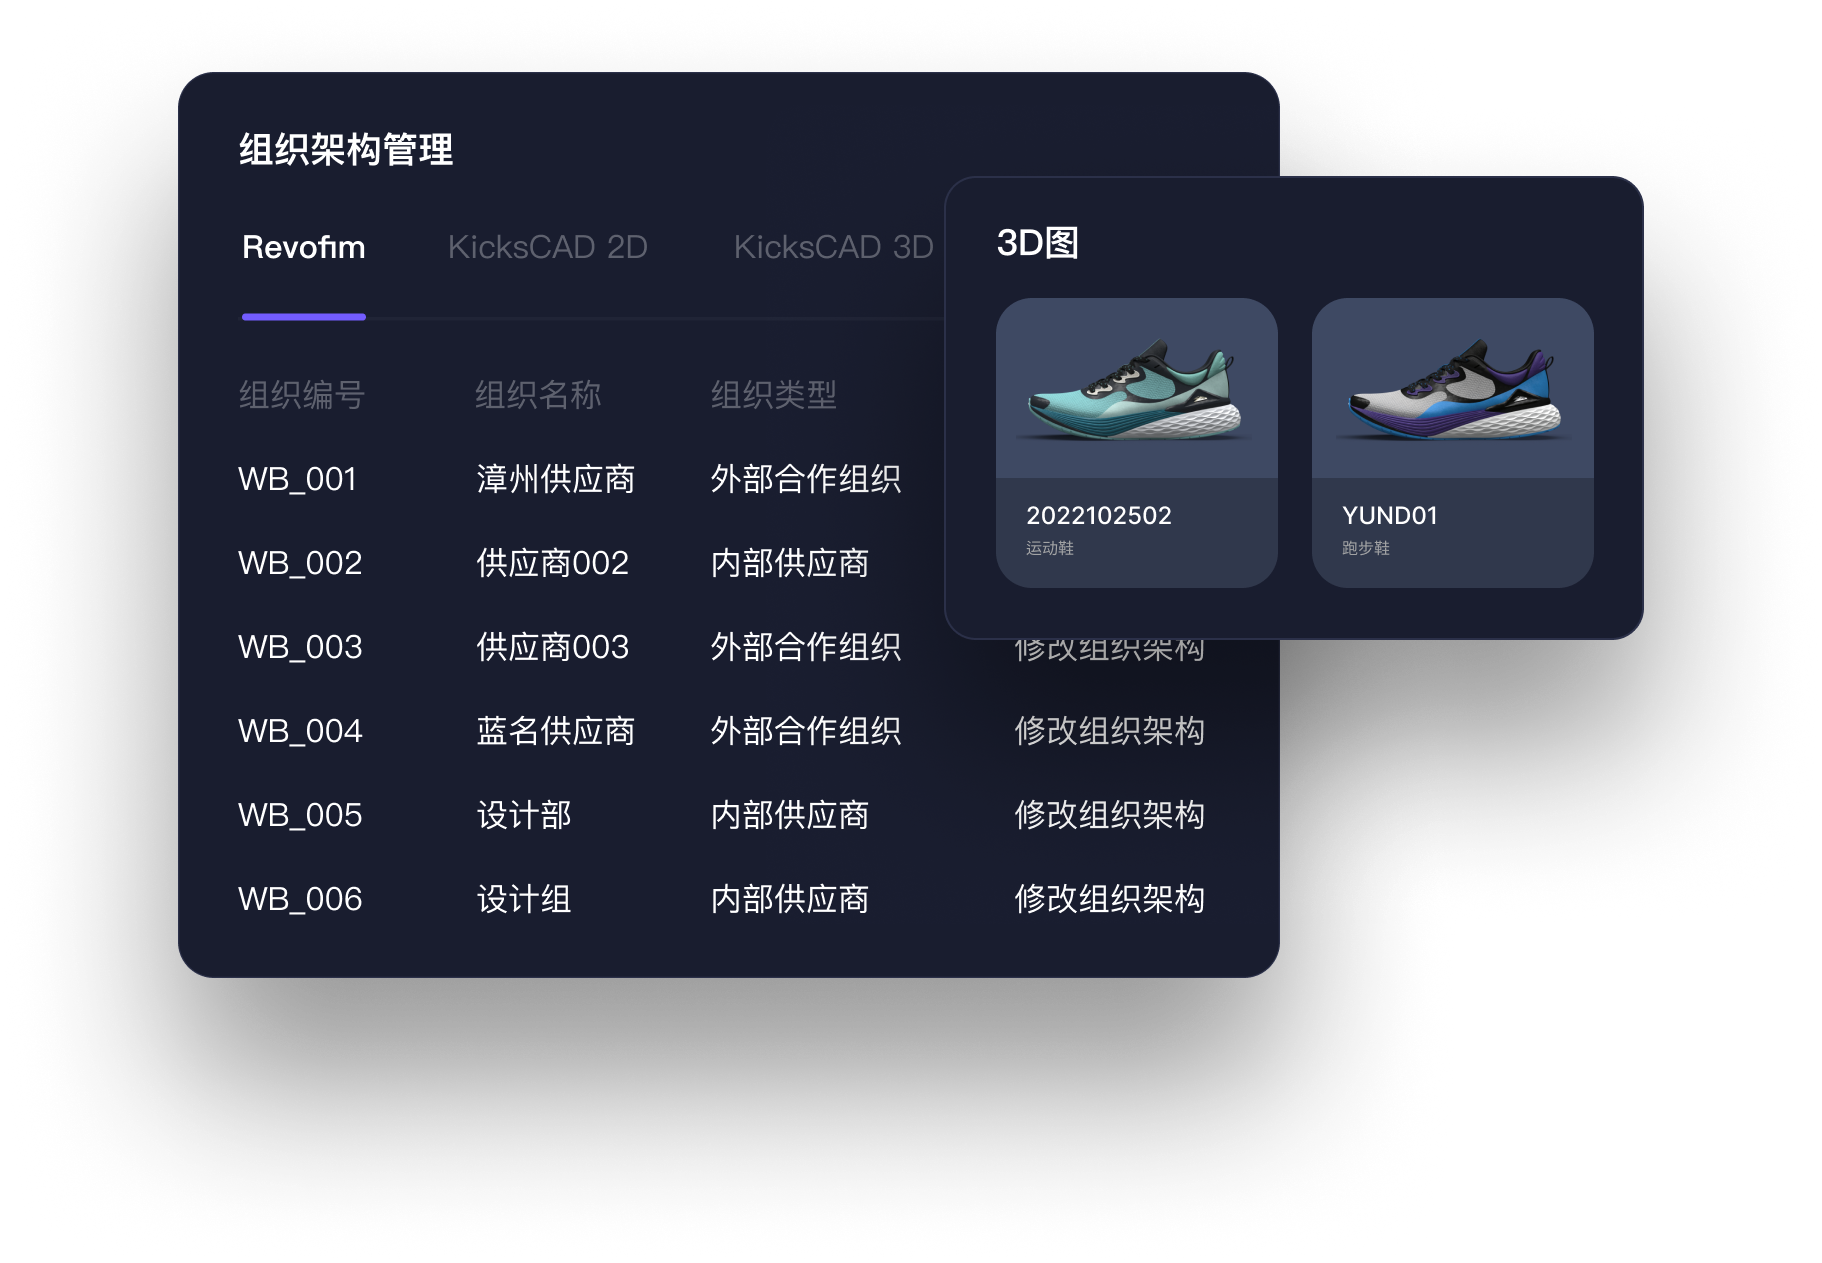 组织架构管理
Revofim KicksCAD 2D KicksCAD 3D
组织编号 组织名称 组织类型
WB_001 漳州供应商 外部合作组织
WB_002 供应商002 内部供应商
WB_003 供应商003 外部合作组织 修改组织架构
WB_004 蓝名供应商 外部合作组织 修改组织架构
WB_005 设计部 内部供应商 修改组织架构
WB_006 设计组 内部供应商 修改组织架构
3D图
2022102502
运动鞋
YUND01
跑步鞋